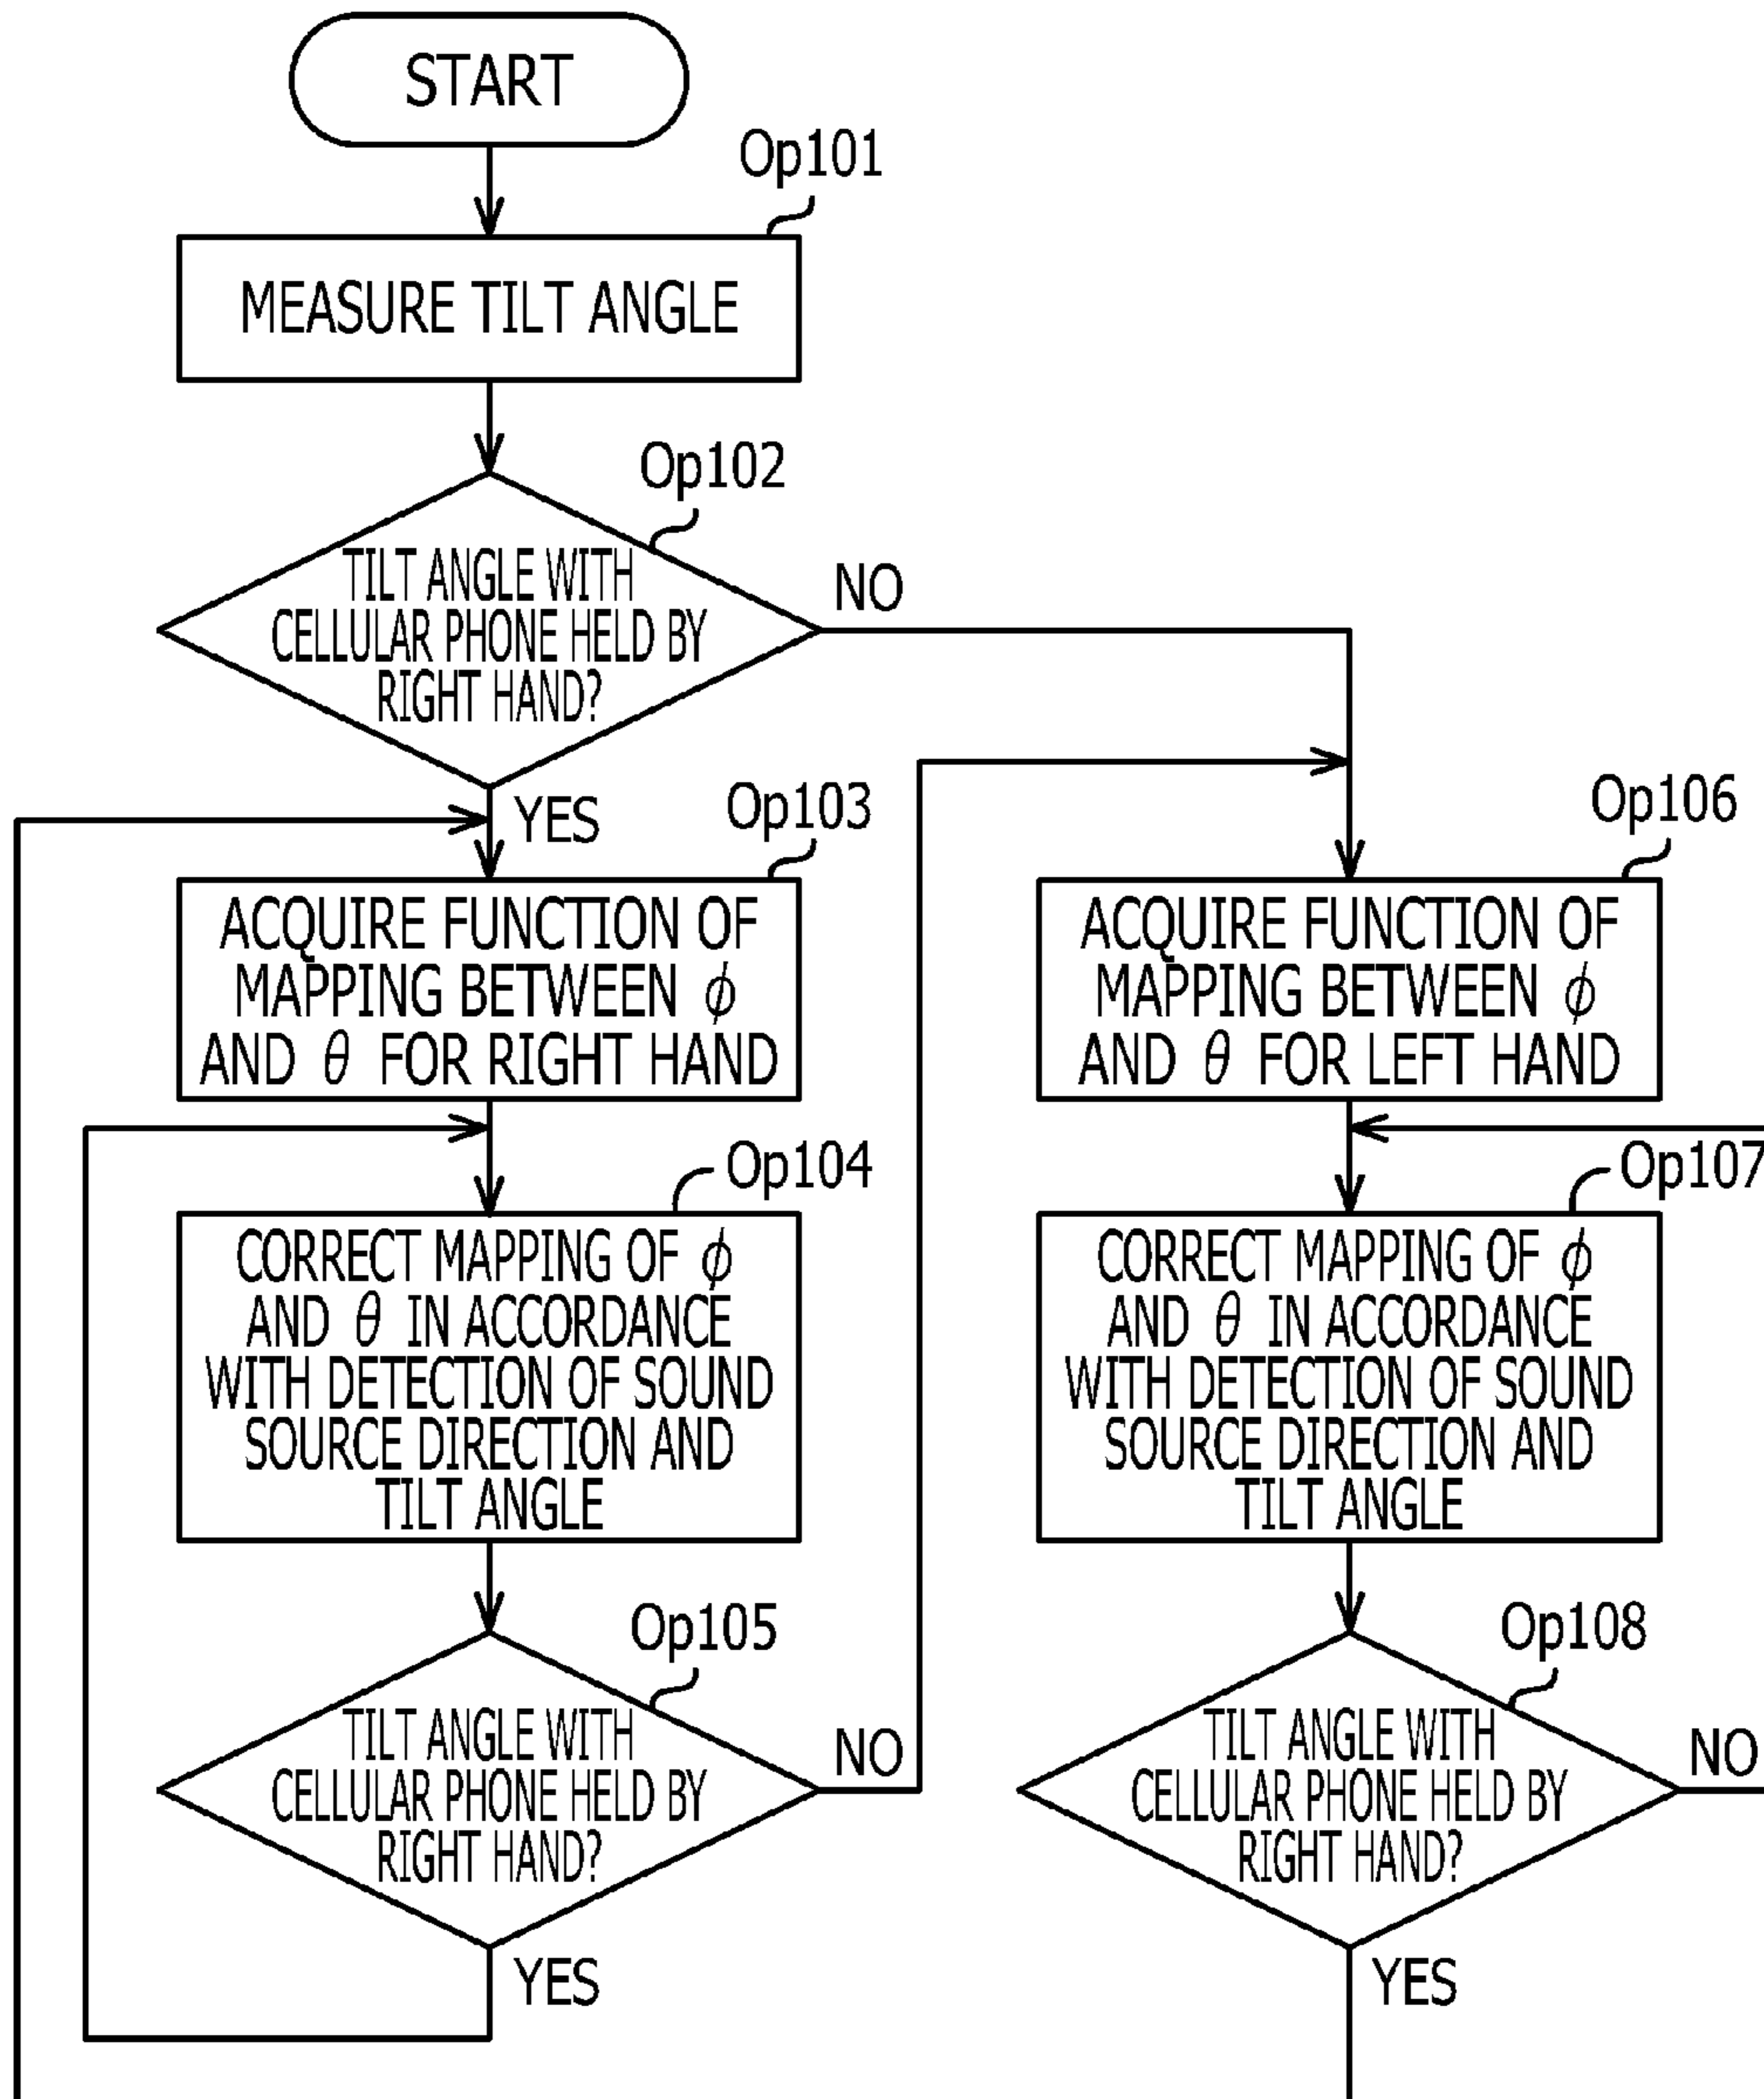 START
Op101
MEASURE TILT ANGLE
Op102
TILT ANGLE WITH
CELLULAR PHONE HELD BY
RIGHT HAND?
NO
YES
Op103
ACQUIRE FUNCTION OF
MAPPING BETWEEN ϕ
AND θ FOR RIGHT HAND
Op104
CORRECT MAPPING OF ϕ
AND θ IN ACCORDANCE
WITH DETECTION OF SOUND
SOURCE DIRECTION AND
TILT ANGLE
Op105
TILT ANGLE WITH
CELLULAR PHONE HELD BY
RIGHT HAND?
NO
YES
Op106
ACQUIRE FUNCTION OF
MAPPING BETWEEN ϕ
AND θ FOR LEFT HAND
Op107
CORRECT MAPPING OF ϕ
AND θ IN ACCORDANCE
WITH DETECTION OF SOUND
SOURCE DIRECTION AND
TILT ANGLE
Op108
TILT ANGLE WITH
CELLULAR PHONE HELD BY
RIGHT HAND?
NO
YES